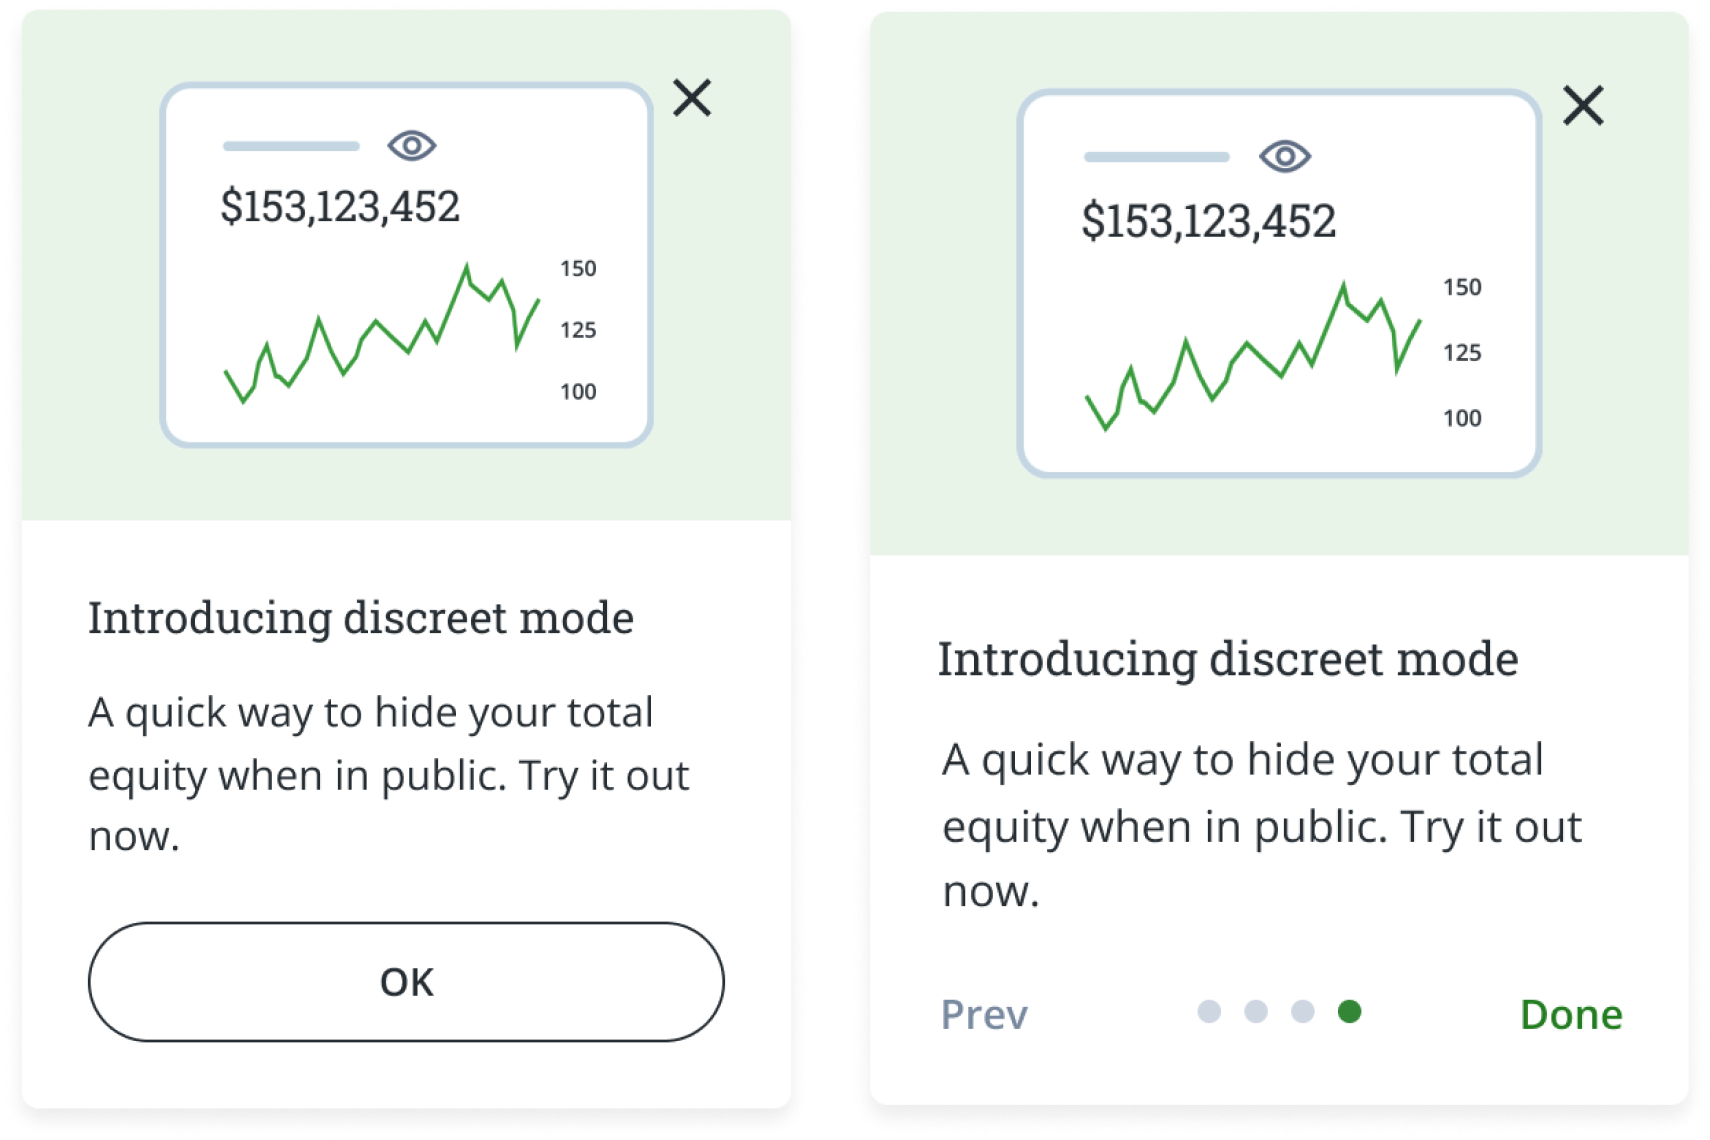 $153,123,452
150
125
100
Introducing discreet mode
A quick way to hide your total
equity when in public. Try it out
now.
OK
$153,123,452
150
125
100
Introducing discreet mode
A quick way to hide your total
equity when in public. Try it out
now.
Prev Done